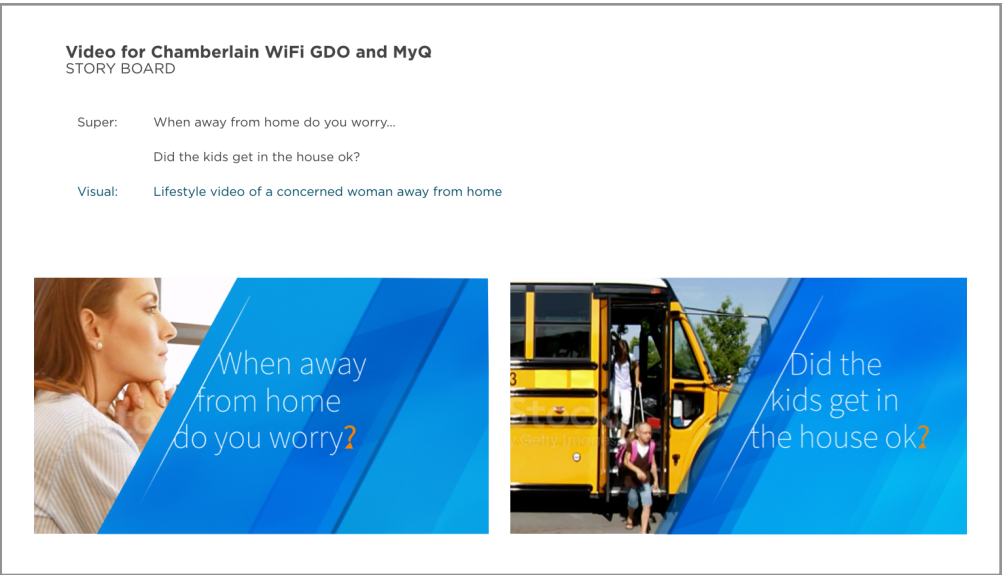 Video for Chamberlain WiFi GDO and MyQ
STORY BOARD
Super: When away from home do you worry...
Did the kids get in the house ok?
Visual: Lifestyle video of a concerned woman away from home
When away
from home
do you worry?
3
Did the
kids get in
the house ok?